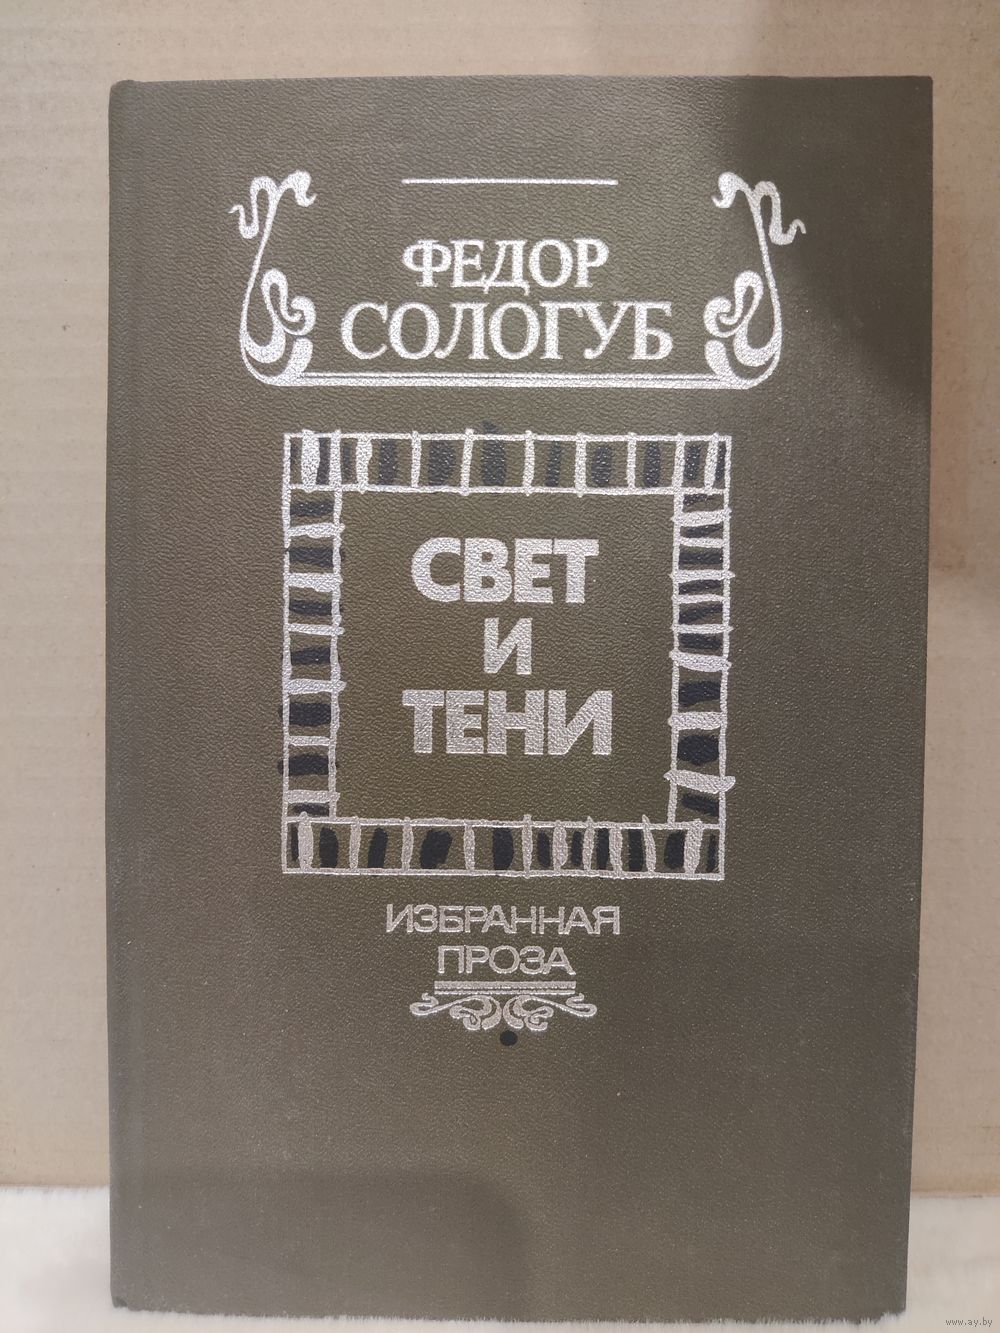 ФЕДОР
СОЛОГУБ
СВЕТ
И
ТЕНИ
ИЗБРАННАЯ
ПРОЗА
www.ay.by